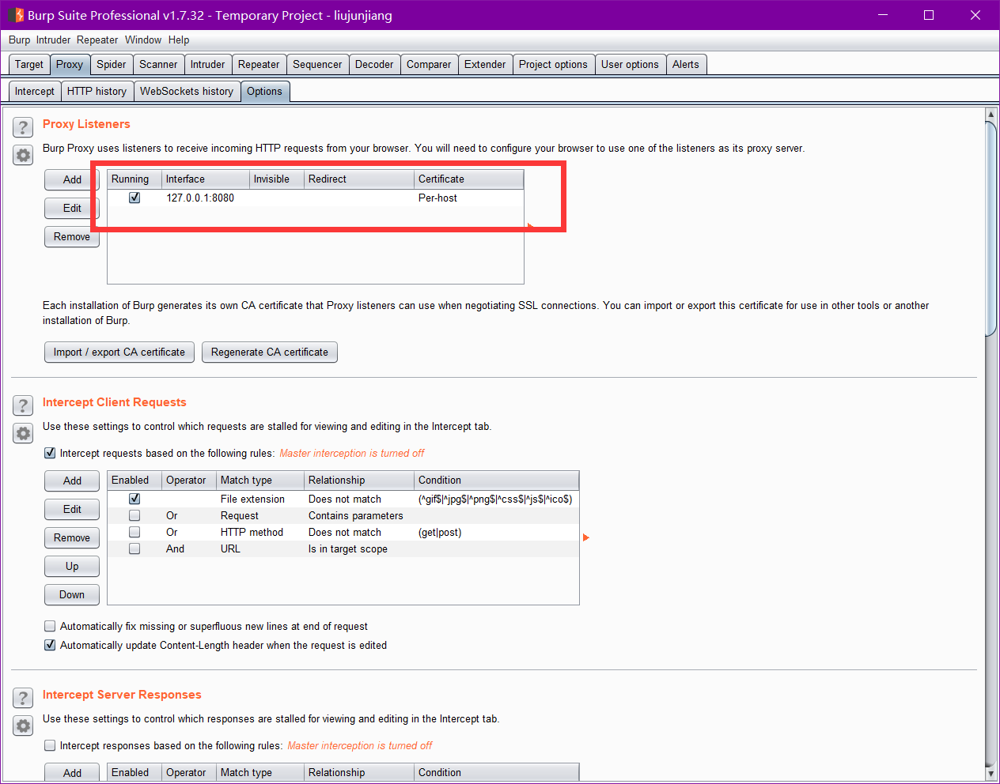 Burp Suite Professional v1.7.32 - Temporary Project - liujunjiang
Burp Intruder Repeater Window Help
Target Proxy Spider Scanner Intruder Repeater Sequencer Decoder Comparer Extender Project options User options Alerts
Intercept HTTP history WebSockets history Options
? Proxy Listeners
Burp Proxy uses listeners to receive incoming HTTP requests from your browser. You will need to configure your browser to use one of the listeners as its proxy server.
Add Running Interface Invisible Redirect Certificate
127.0.0.1:8080 Per-host
Edit
Remove
Each installation of Burp generates its own CA certificate that Proxy listeners can use when negotiating SSL connections. You can import or export this certificate for use in other tools or another
installation of Burp.
Import / export CA certificate Regenerate CA certificate
? Intercept Client Requests
Use these settings to control which requests are stalled for viewing and editing in the Intercept tab.
Intercept requests based on the following rules: Master interception is turned off
Add Enabled Operator Match type Relationship Condition
File extension Does not match (^gif$|^jpg$|^png$|^css$|^js$|^ico$)
Edit Or Request Contains parameters
Remove Or HTTP method Does not match (get|post)
And URL Is in target scope
Up
Down
Automatically fix missing or superfluous new lines at end of request
Automatically update Content-Length header when the request is edited
? Intercept Server Responses
Use these settings to control which responses are stalled for viewing and editing in the Intercept tab.
Intercept responses based on the following rules: Master interception is turned off
Add Enabled Operator Match type Relationship Condition